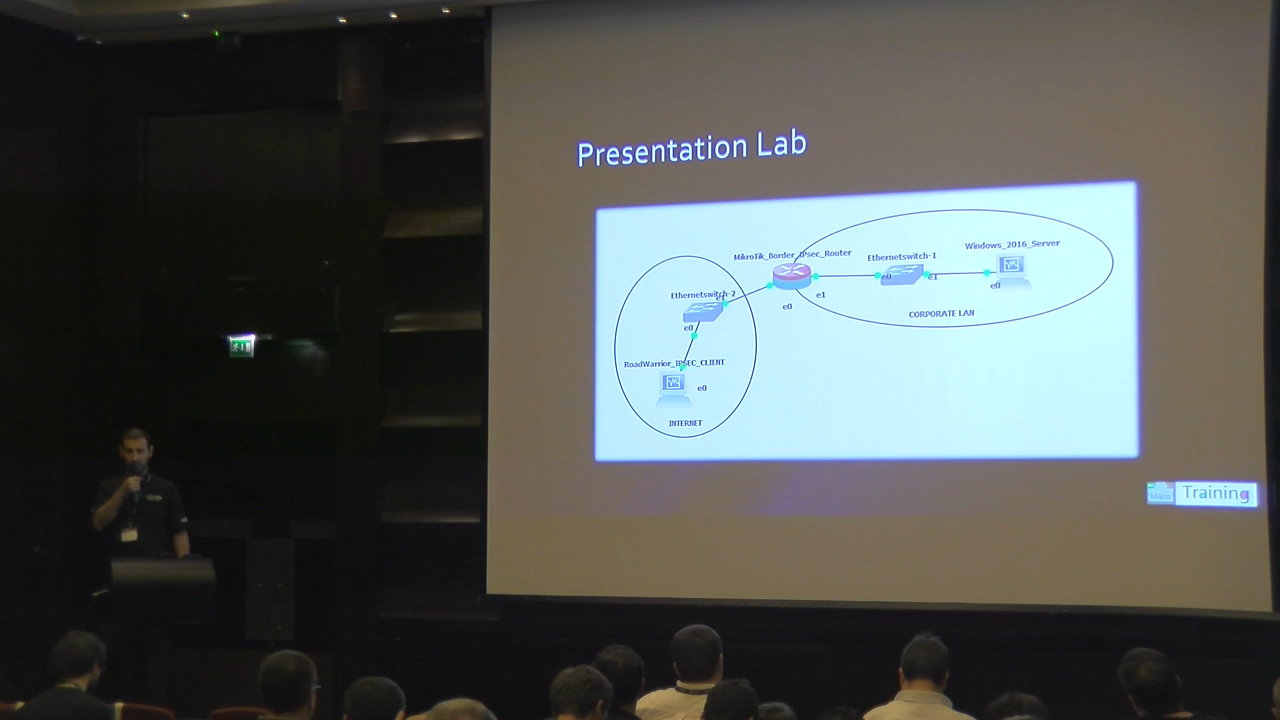 Presentation Lab
MikroTik_Border_IPsec_Router
Ethernetswitch-1
Windows_2016_Server
e0
e1
e0
e1
e0
CORPORATE LAN
Ethernetswitch-2
e1
e0
RoadWarrior_IPSEC_CLIENT
e0
INTERNET
Mikro
Training